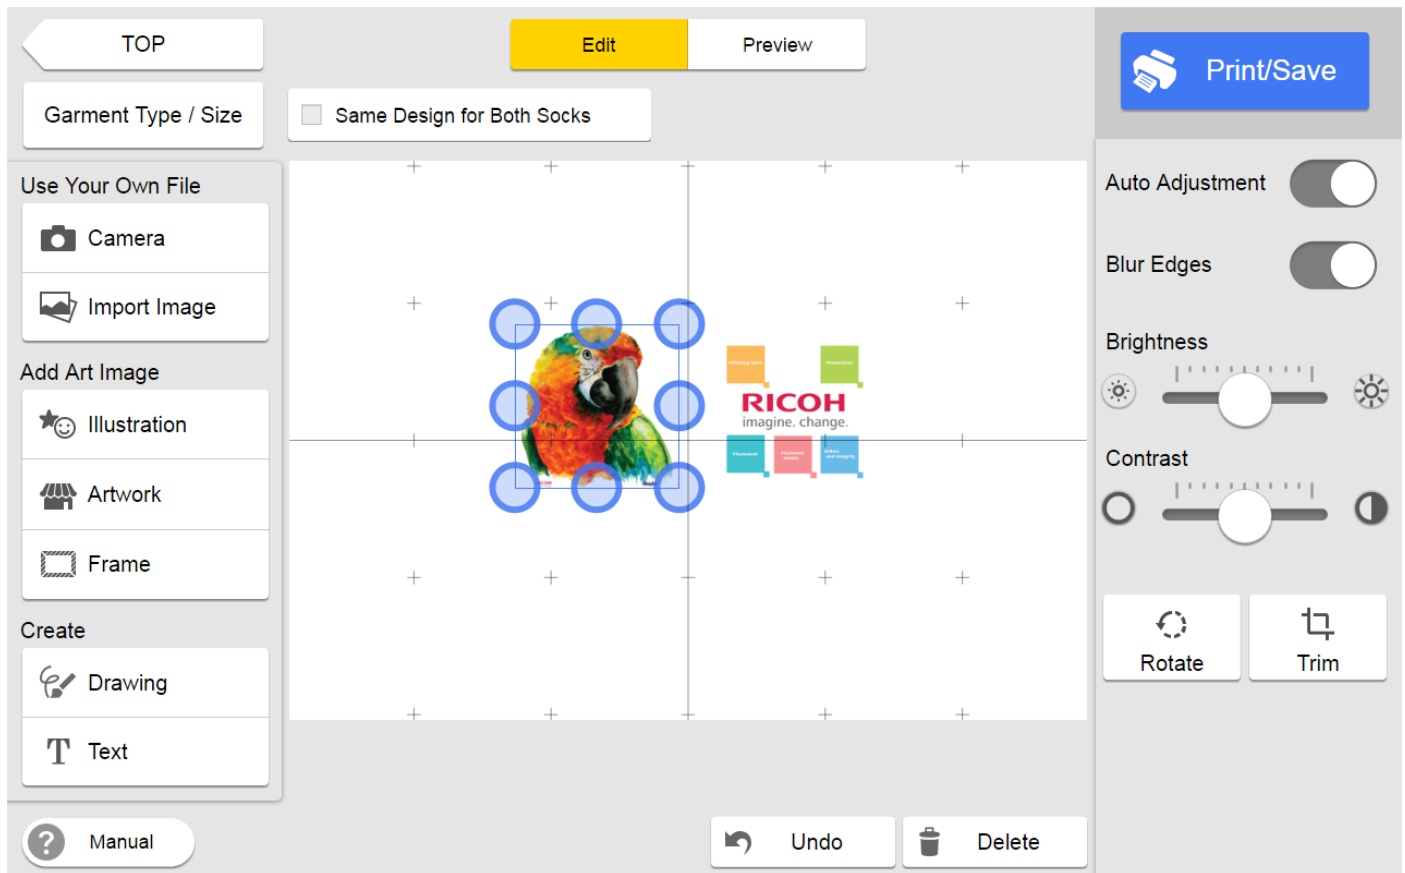 TOP
Edit
Preview
Print/Save
Garment Type / Size
Same Design for Both Socks
Use Your Own File
Camera
Import Image
Add Art Image
Illustration
Artwork
Frame
Create
Drawing
Text
Manual
RICOH
imagine. change.
Auto Adjustment
Blur Edges
Brightness
Contrast
Rotate
Trim
Undo
Delete